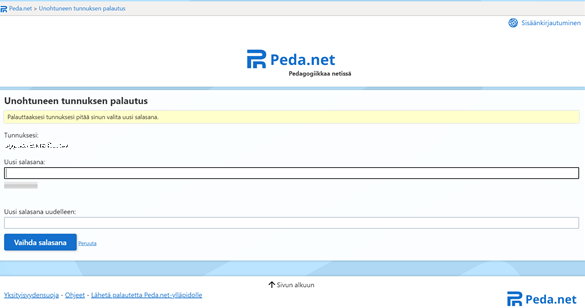 Peda.net > Unohtuneen tunnuksen palautus
Sisäänkirjautuminen
Peda.net
Pedagogiikkaa netissä
Unohtuneen tunnuksen palautus
Palauttaaksesi tunnuksesi pitää sinun valita uusi salasana.
Tunnuksesi:
Uusi salasana:
Uusi salasana uudelleen:
Vaihda salasana Peruuta
Sivun alkuun
Yksityisyydensuoja - Ohjeet - Lähetä palautetta Peda.net-ylläpidolle
Peda.net